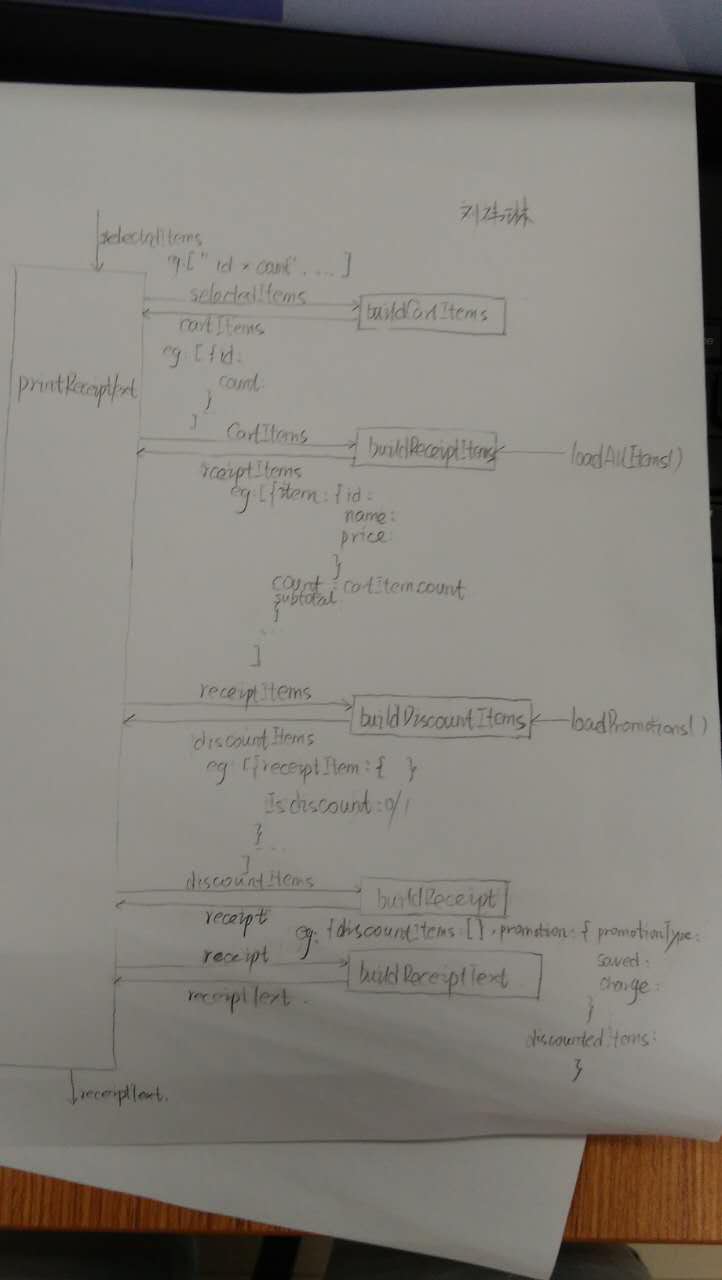 selectedItems
eg:["id × count",....]
selectedItems
buildCartItems
cartItems
eg:[{id:
count
}
]
printReceiptText
CartItems
buildReceiptItems
loadAllItems()
receiptItems
eg:[{item:{id:
name:
price
}
count:cartItem.count
subtotal
}
...
]
receiptItems
buildDiscountItems
loadPromotions()
discountItems
eg:[{receiptItem:{ }
Isdiscount:0/1
}
...
]
discountItems
buildReceipt
receipt
eg:{discountItems:[],promotion:{promotionType:
saved:
charge:
}
discountedItems:
}
receipt
buildReceiptText
receiptText.
receiptText.